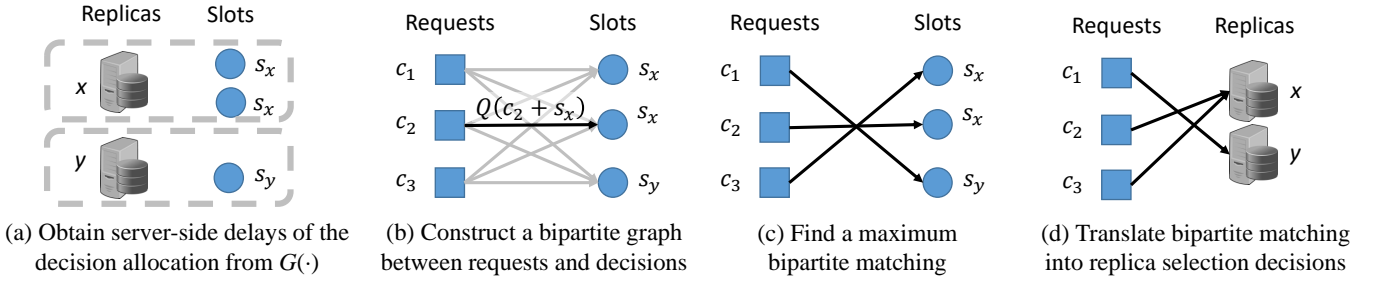 Replicas Slots
x
s_x
s_x
y
s_y
(a) Obtain server-side delays of the
decision allocation from G(·)
Requests Slots
c_1 s_x
Q(c_2 + s_x)
c_2 s_x
c_3 s_y
(b) Construct a bipartite graph
between requests and decisions
Requests Slots
c_1 s_x
c_2 s_x
c_3 s_y
(c) Find a maximum
bipartite matching
Requests Replicas
c_1 x
c_2 y
c_3
(d) Translate bipartite matching
into replica selection decisions